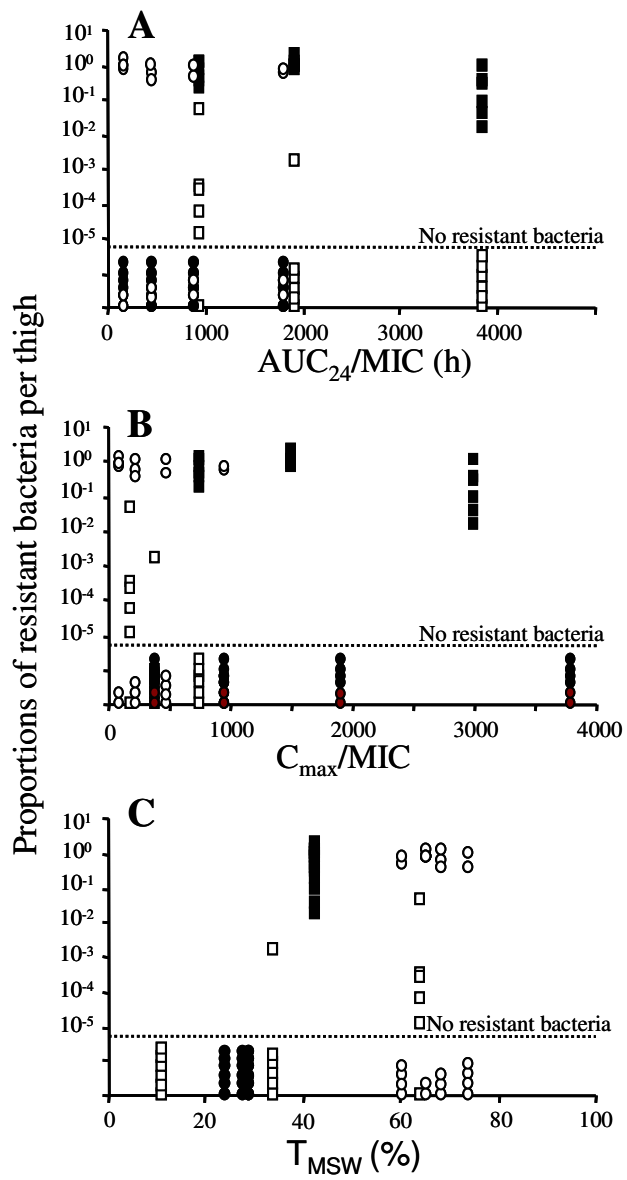 Proportions of resistant bacteria per thigh
A
10¹
10⁰
10⁻¹
10⁻²
10⁻³
10⁻⁴
10⁻⁵
No resistant bacteria
0 1000 2000 3000 4000
AUC₂₄/MIC (h)
B
10¹
10⁰
10⁻¹
10⁻²
10⁻³
10⁻⁴
10⁻⁵
No resistant bacteria
0 1000 2000 3000 4000
Cₘₐₓ/MIC
C
10¹
10⁰
10⁻¹
10⁻²
10⁻³
10⁻⁴
10⁻⁵
No resistant bacteria
0 20 40 60 80 100
T_MSW (%)